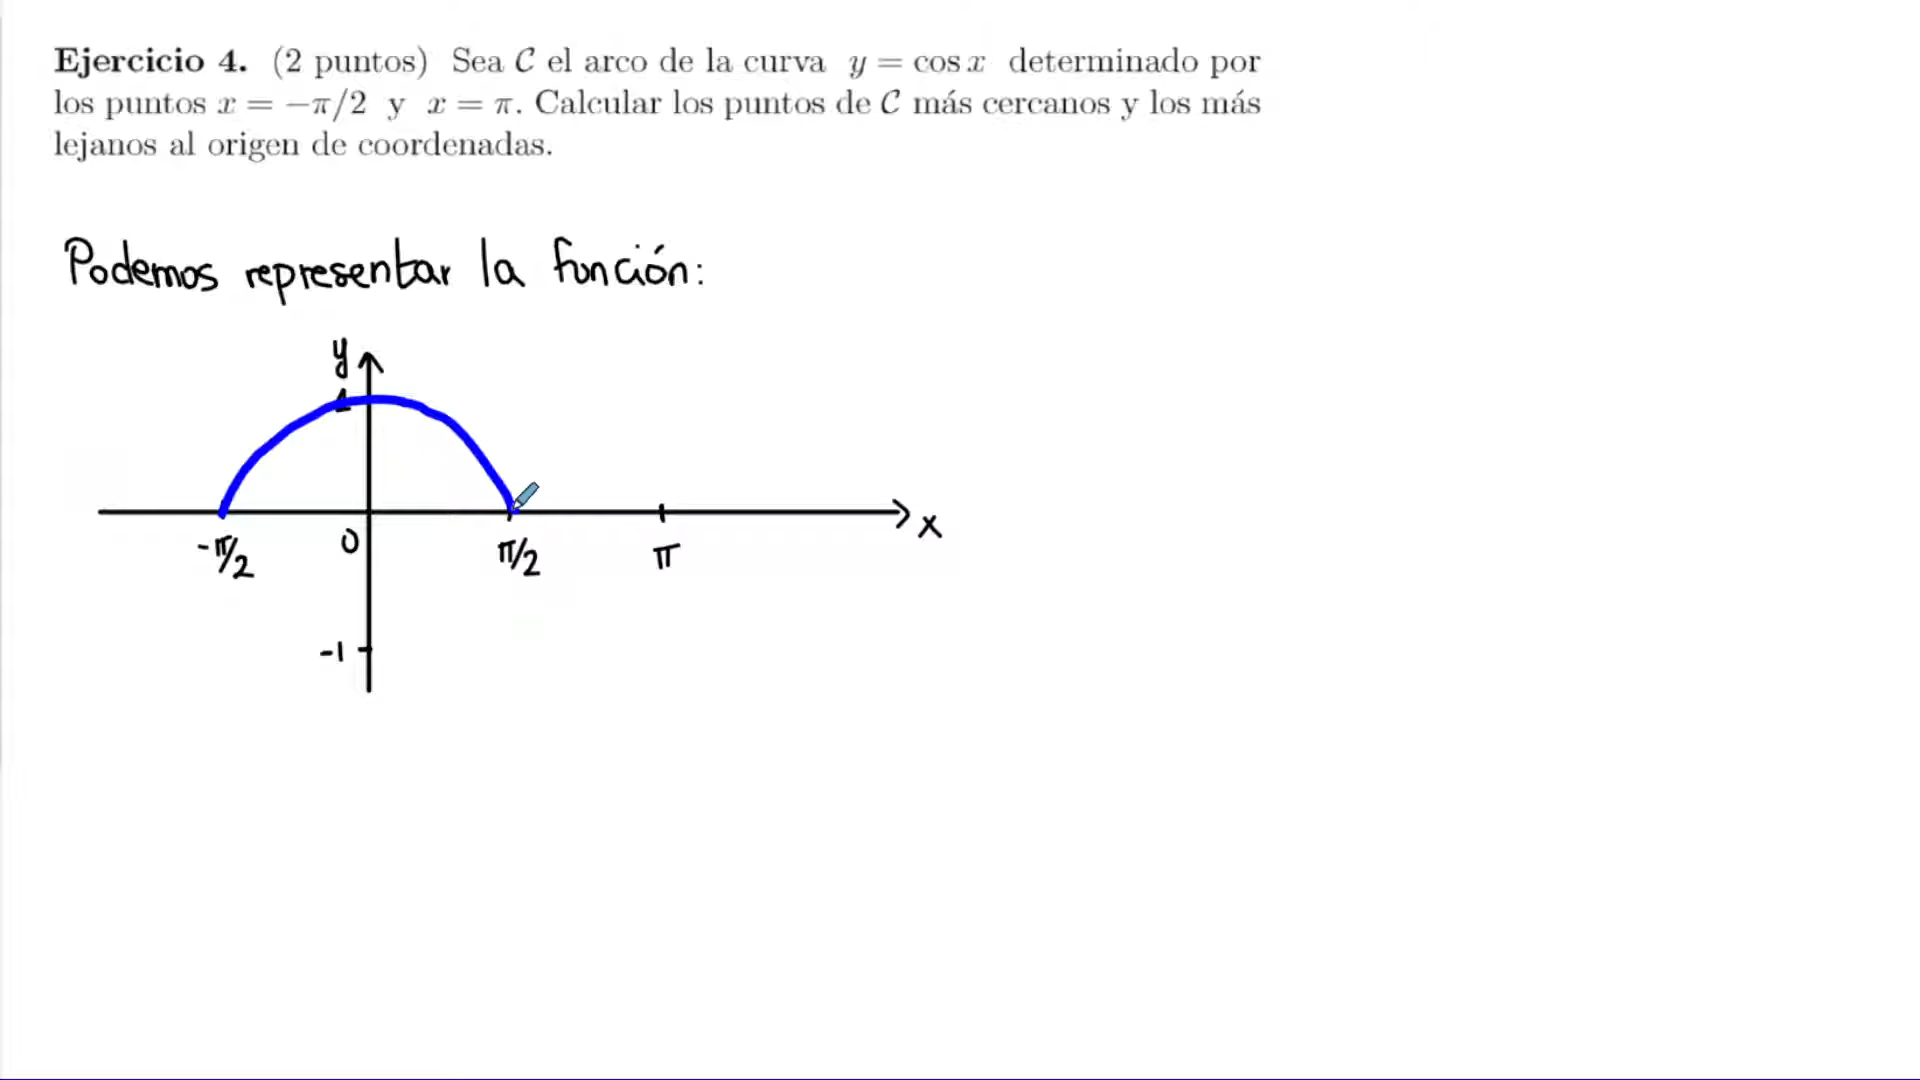 Ejercicio 4. (2 puntos) Sea C el arco de la curva y = cos x determinado por
los puntos x = −π/2 y x = π. Calcular los puntos de C más cercanos y los más
lejanos al origen de coordenadas.
Podemos representar la función:
y
1
x
-π/2
0
π/2
π
-1